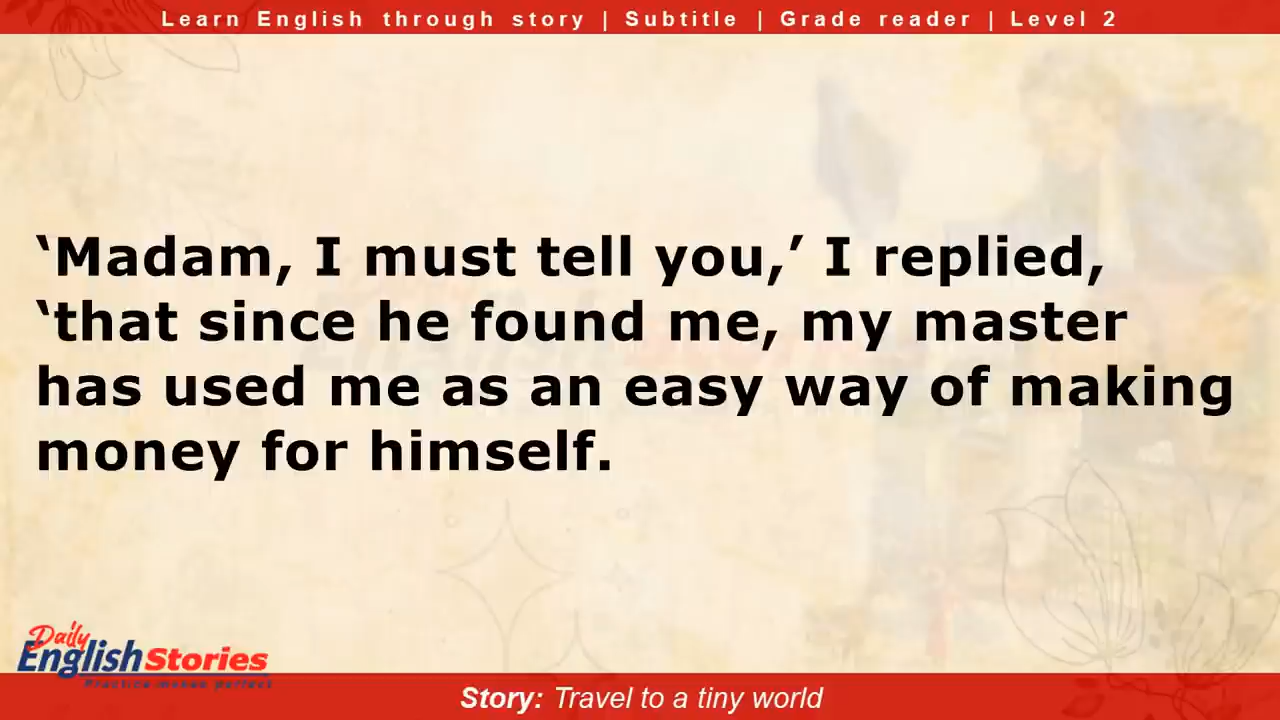 Learn English through story | Subtitle | Grade reader | Level 2
‘Madam, I must tell you,’ I replied,
‘that since he found me, my master
has used me as an easy way of making
money for himself.
Daily
English Stories
Story: Travel to a tiny world